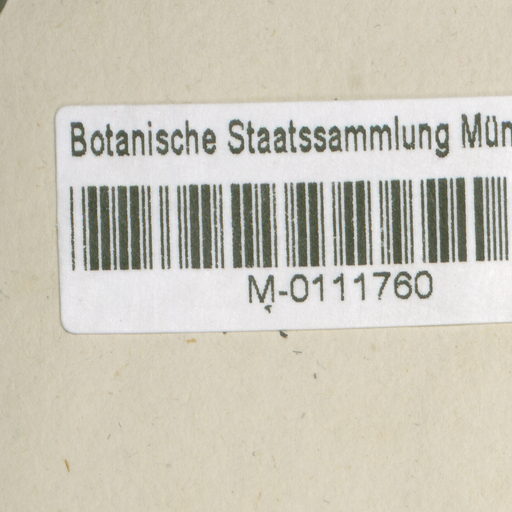 Botanische Staatssammlung Mün
M-0111760